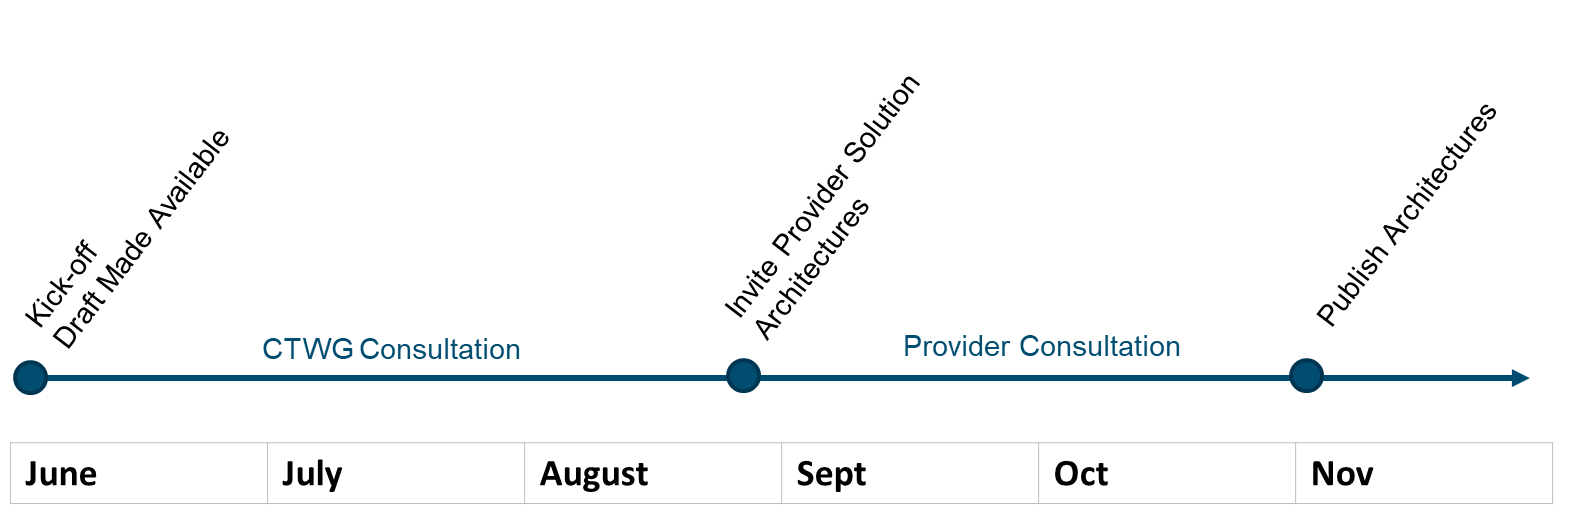 Kick-off
Draft Made Available
Invite Provider Solution
Architectures
Publish Architectures
CTWG Consultation
Provider Consultation
June
July
August
Sept
Oct
Nov